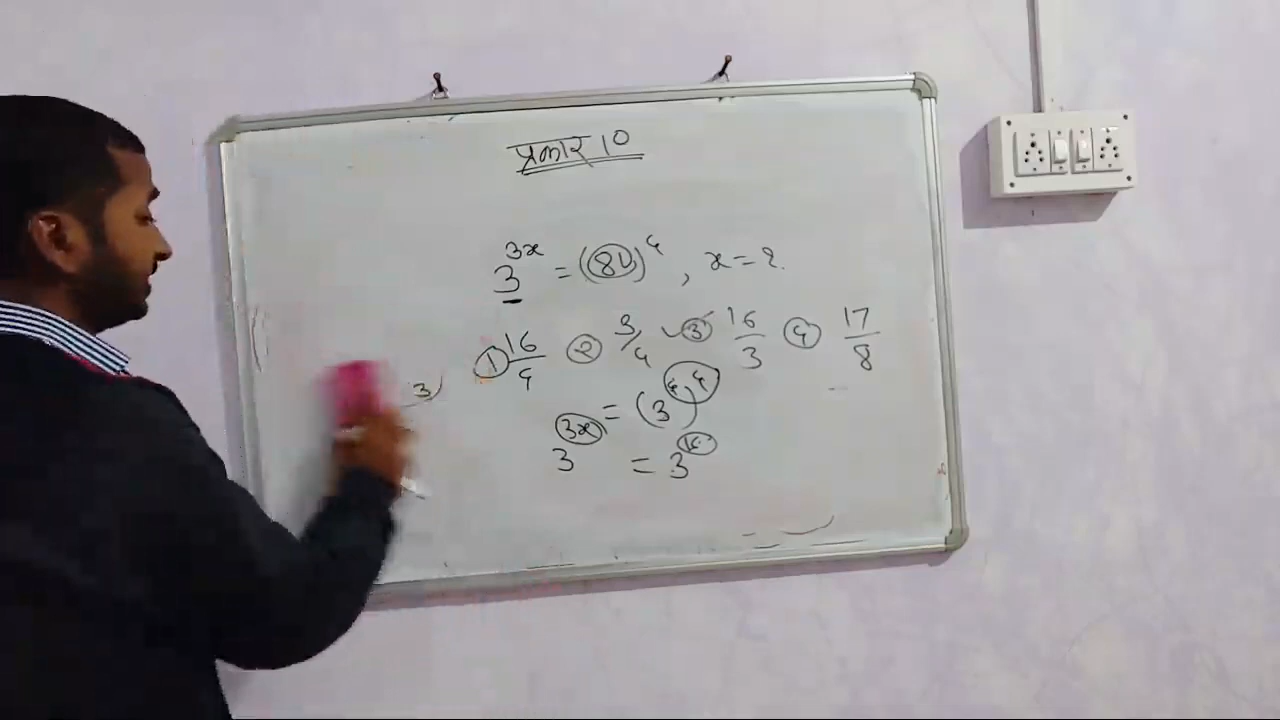 प्रकार 10
3^{3x} = (81)^4 , x = ?
① 16/4 ② 3/4 ③ 16/3 ④ 17/8
3
3^{3x} = (3^4)^4
3 = 3^{16}